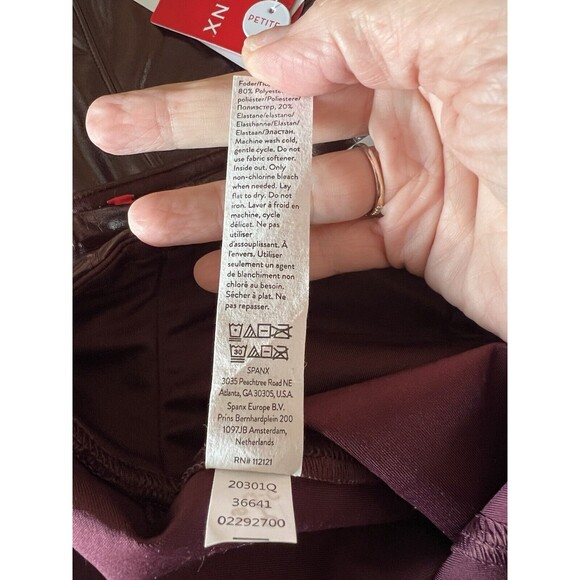 NX
PETITE
80% Polyes
poliéster/Poliestere/
Полиэстер, 20%
Elastane/elastano/
Elasthanne/Elastan/
Elastaan/Эластан.
Machine wash cold,
gentle cycle. Do not
use fabric softener.
Inside out. Only
non-chlorine bleach
when needed. Lay
flat to dry. Do not
iron. Laver à froid en
machine, cycle
délicat. Ne pas
utiliser
d'assouplissant. À
l'envers. Utiliser
seulement un agent
de blanchiment non
chloré au besoin.
Sécher à plat. Ne
pas repasser.
30
SPANX
3035 Peachtree Road NE
Atlanta, GA 30305, U.S.A.
Spanx Europe B.V.
Prins Bernhardplein 200
1097JB Amsterdam,
Netherlands
RN# 112121
20301Q
36641
02292700